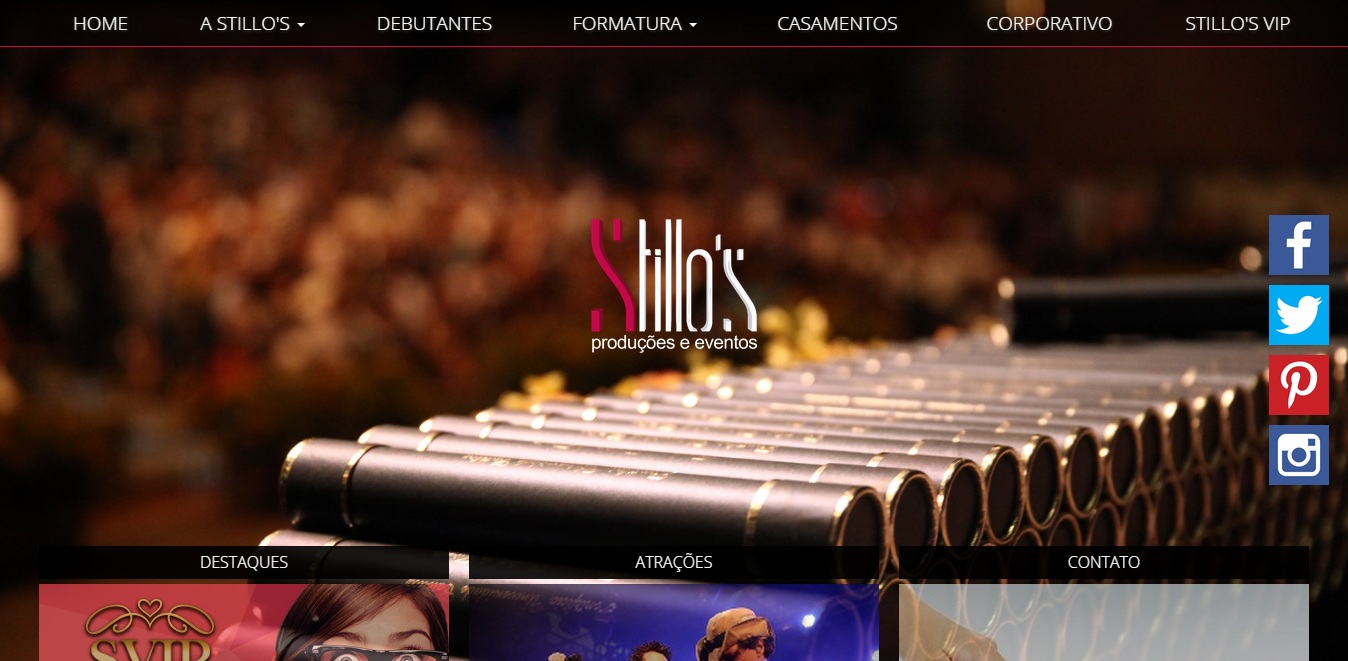 HOME
A STILLO'S
DEBUTANTES
FORMATURA
CASAMENTOS
CORPORATIVO
STILLO'S VIP
Stillo's
produções e eventos
DESTAQUES
ATRAÇÕES
CONTATO
SVIP